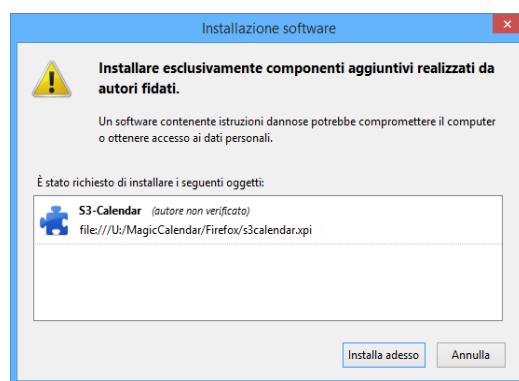 Installazione software
Installare esclusivamente componenti aggiuntivi realizzati da
autori fidati.
Un software contenente istruzioni dannose potrebbe compromettere il computer
o ottenere accesso ai dati personali.
È stato richiesto di installare i seguenti oggetti:
S3-Calendar (autore non verificato)
file:///U:/MagicCalendar/Firefox/s3calendar.xpi
Installa adesso Annulla